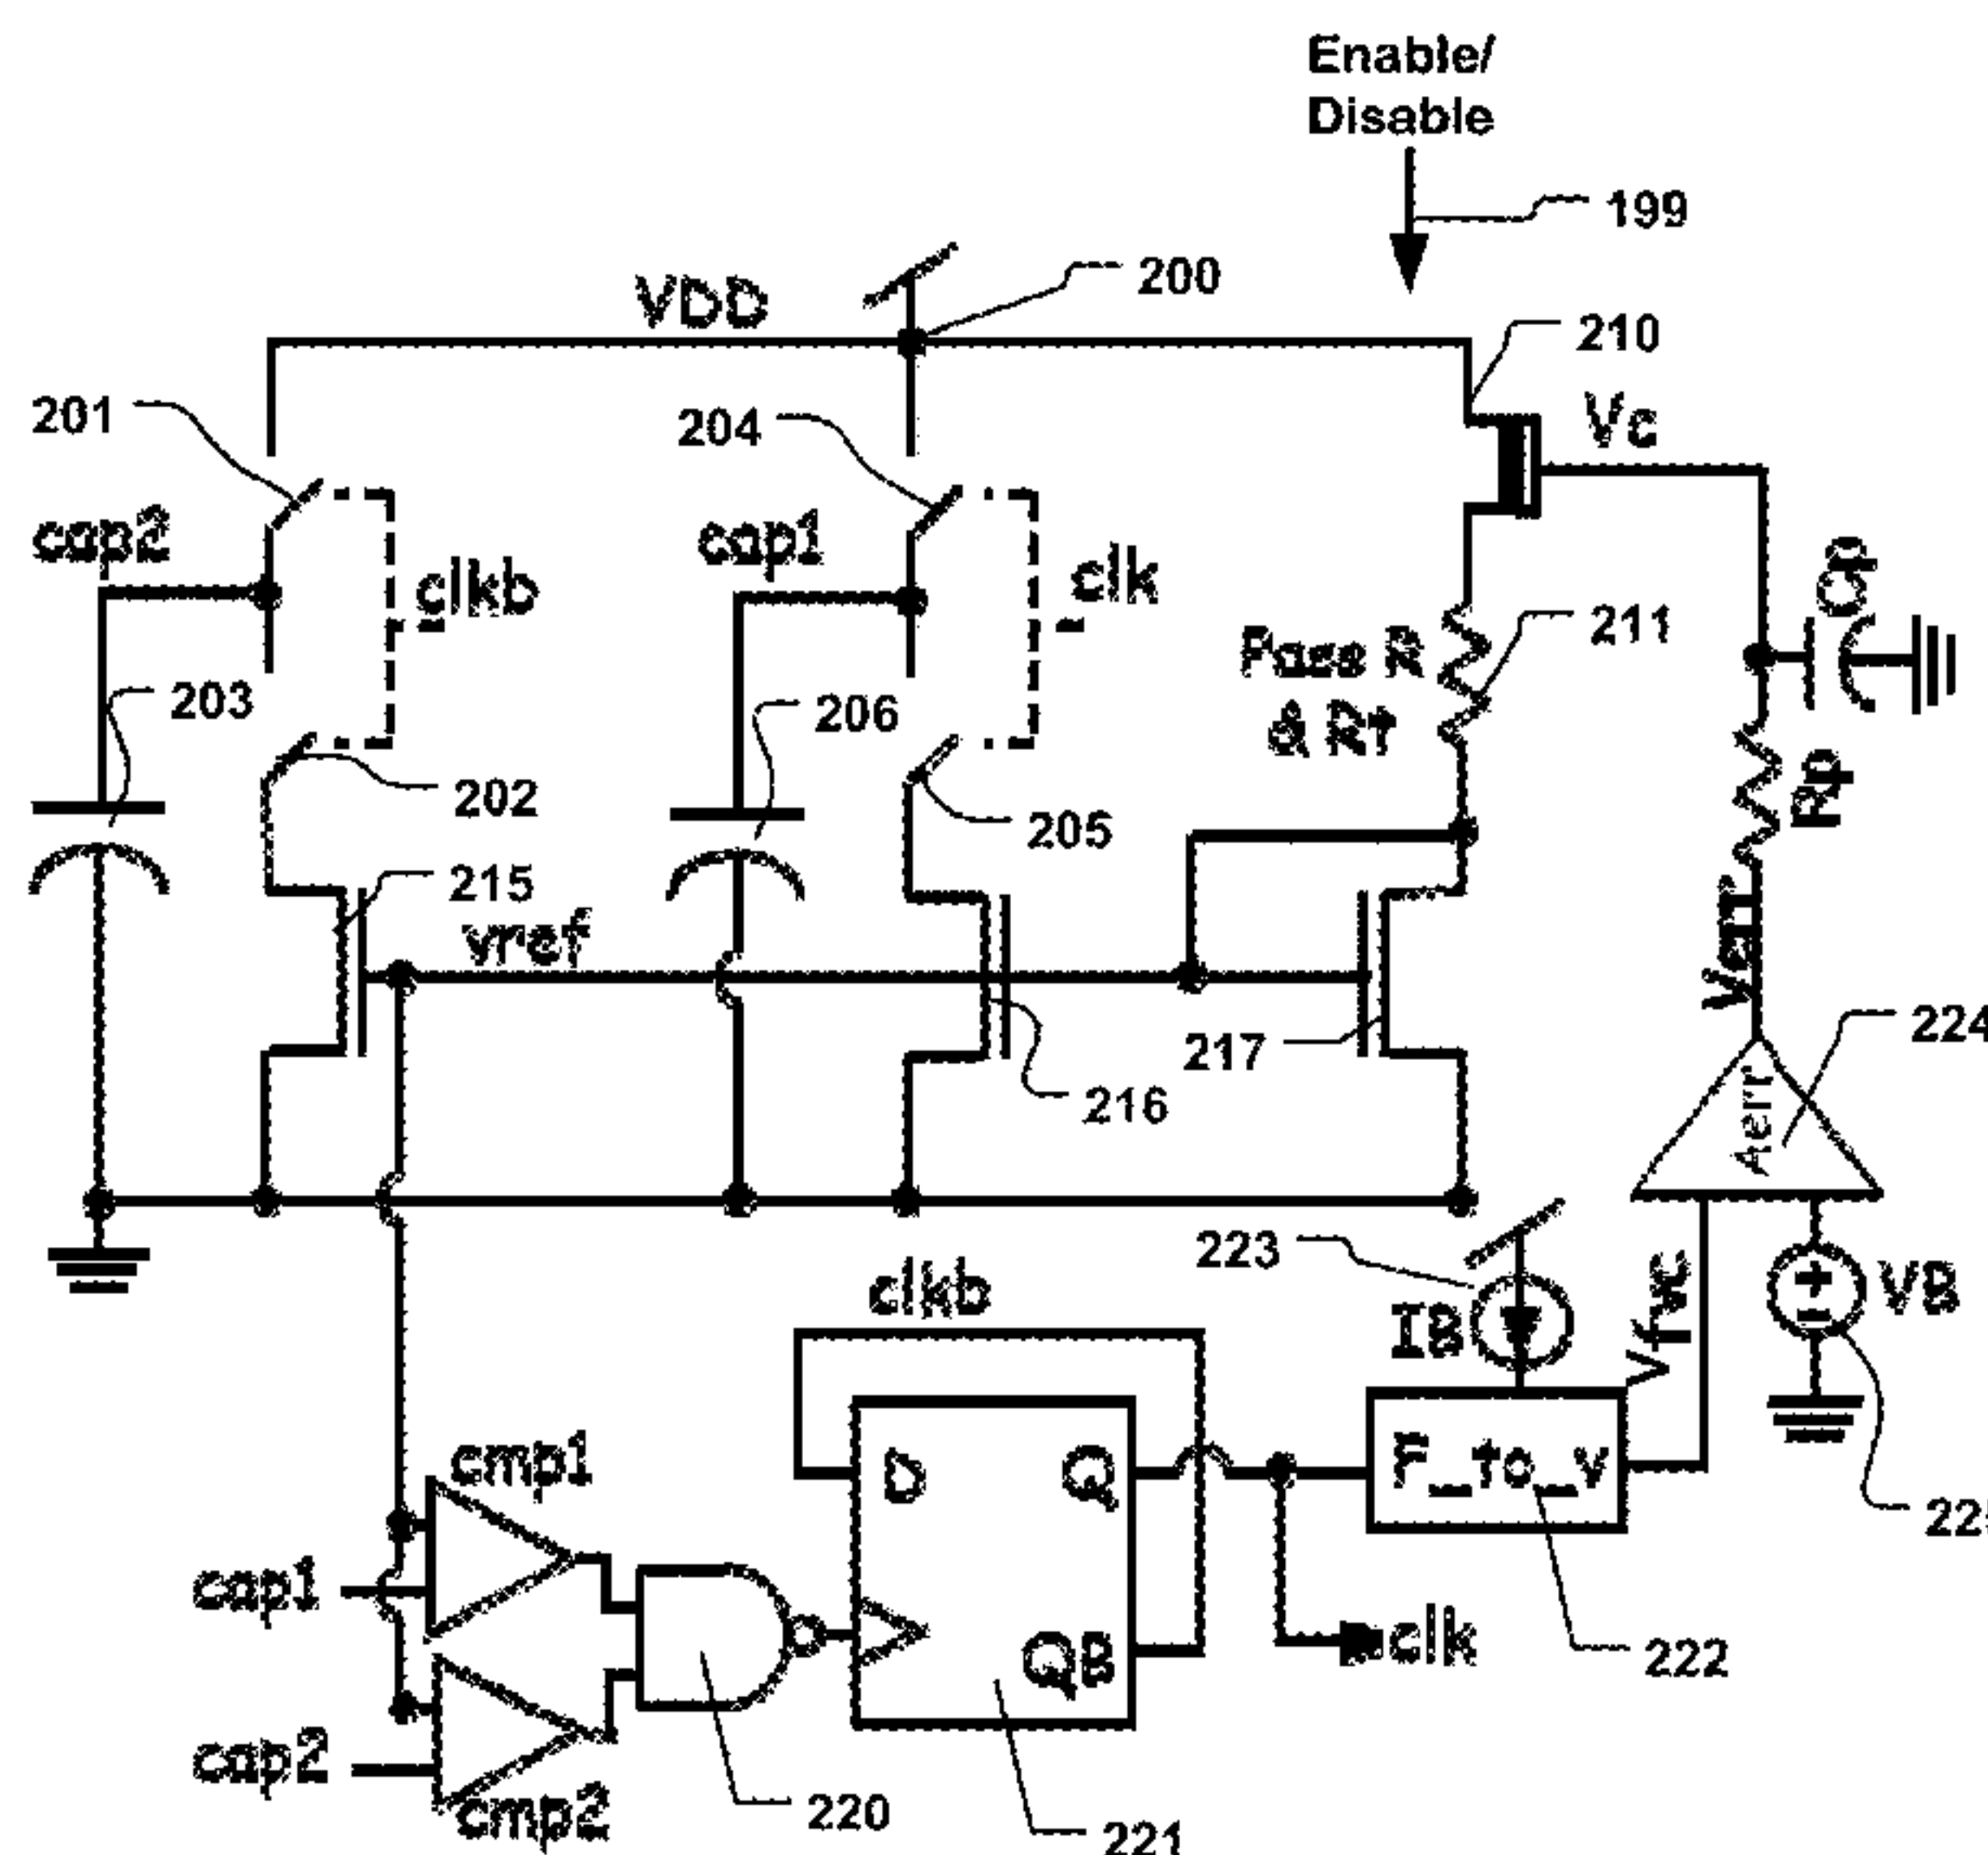 Enable/
Disable
199
VDD
200
210
201
204
Vc
cap2
cap1
clkb
clk
Cp
211
Fuse R
& RT
203
206
202
205
Rp
215
vref
Verr
224
217
216
Aerr
223
clkb
IB
Vfvc
VB
cmp1
D
Q
F_to_v
cap1
clk
222
QB
cap2
cmp2
220
221